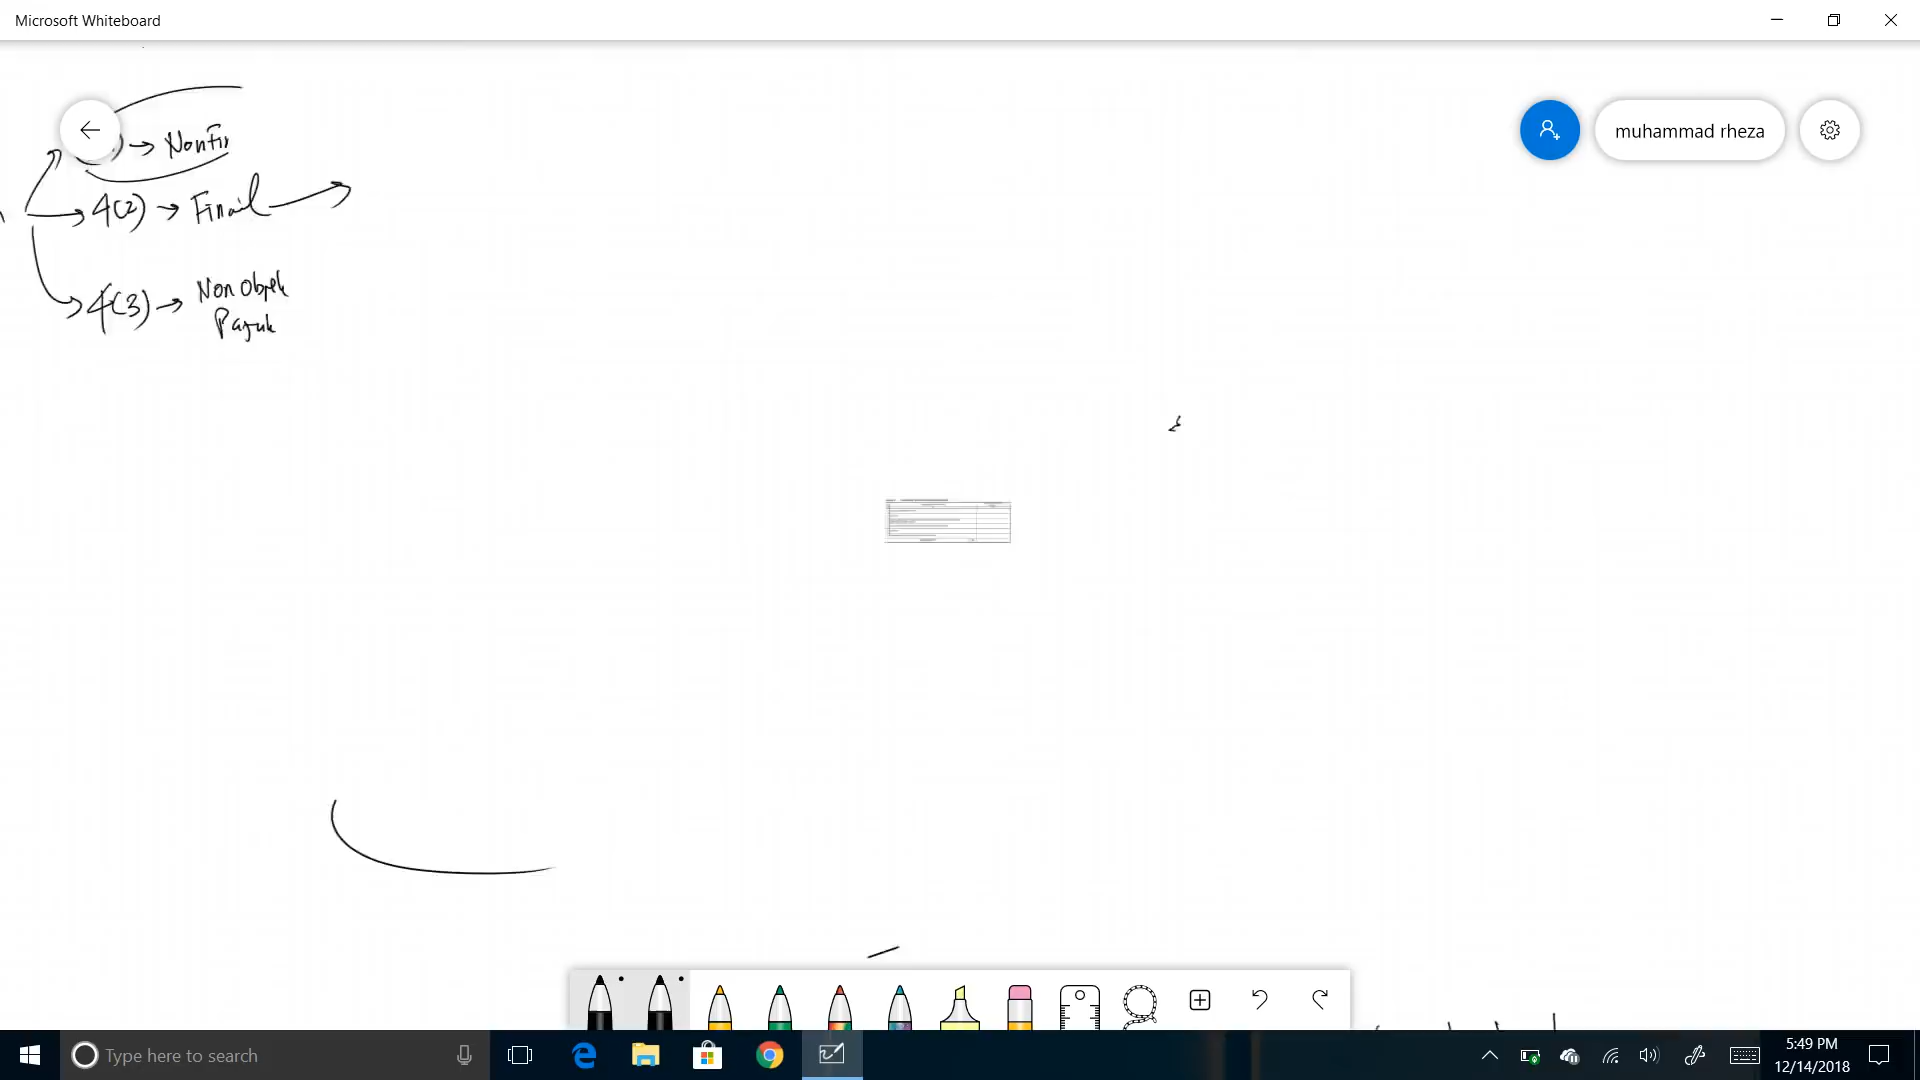 Microsoft Whiteboard
muhammad rheza
→ NonFin
4(2) → Final →
4(3) → Non Objek
Pajak
Type here to search
5:49 PM
12/14/2018